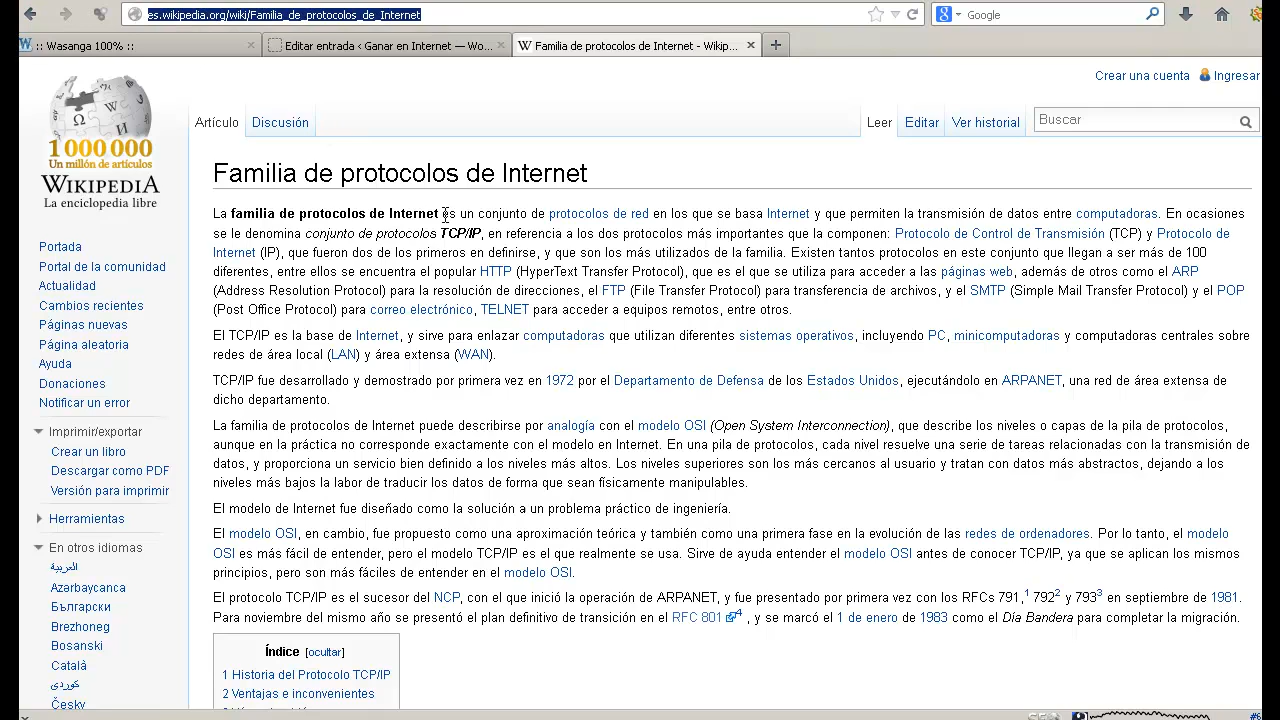 es.wikipedia.org/wiki/Familia_de_protocolos_de_Internet
Google
:: Wasanga 100% ::
Editar entrada ‹ Ganar en Internet — Wo...
Familia de protocolos de Internet - Wikip...
Crear una cuenta
Ingresar
Artículo
Discusión
Leer
Editar
Ver historial
Buscar
1000000
Un millón de artículos
WIKIPEDIA
La enciclopedia libre
Portada
Portal de la comunidad
Actualidad
Cambios recientes
Páginas nuevas
Página aleatoria
Ayuda
Donaciones
Notificar un error
Imprimir/exportar
Crear un libro
Descargar como PDF
Versión para imprimir
Herramientas
En otros idiomas
العربية
Azərbaycanca
Български
Brezhoneg
Bosanski
Català
کوردی
Česky
Familia de protocolos de Internet
La familia de protocolos de Internet es un conjunto de protocolos de red en los que se basa Internet y que permiten la transmisión de datos entre computadoras. En ocasiones
se le denomina conjunto de protocolos TCP/IP, en referencia a los dos protocolos más importantes que la componen: Protocolo de Control de Transmisión (TCP) y Protocolo de
Internet (IP), que fueron dos de los primeros en definirse, y que son los más utilizados de la familia. Existen tantos protocolos en este conjunto que llegan a ser más de 100
diferentes, entre ellos se encuentra el popular HTTP (HyperText Transfer Protocol), que es el que se utiliza para acceder a las páginas web, además de otros como el ARP
(Address Resolution Protocol) para la resolución de direcciones, el FTP (File Transfer Protocol) para transferencia de archivos, y el SMTP (Simple Mail Transfer Protocol) y el POP
(Post Office Protocol) para correo electrónico, TELNET para acceder a equipos remotos, entre otros.
El TCP/IP es la base de Internet, y sirve para enlazar computadoras que utilizan diferentes sistemas operativos, incluyendo PC, minicomputadoras y computadoras centrales sobre
redes de área local (LAN) y área extensa (WAN).
TCP/IP fue desarrollado y demostrado por primera vez en 1972 por el Departamento de Defensa de los Estados Unidos, ejecutándolo en ARPANET, una red de área extensa de
dicho departamento.
La familia de protocolos de Internet puede describirse por analogía con el modelo OSI (Open System Interconnection), que describe los niveles o capas de la pila de protocolos,
aunque en la práctica no corresponde exactamente con el modelo en Internet. En una pila de protocolos, cada nivel resuelve una serie de tareas relacionadas con la transmisión de
datos, y proporciona un servicio bien definido a los niveles más altos. Los niveles superiores son los más cercanos al usuario y tratan con datos más abstractos, dejando a los
niveles más bajos la labor de traducir los datos de forma que sean físicamente manipulables.
El modelo de Internet fue diseñado como la solución a un problema práctico de ingeniería.
El modelo OSI, en cambio, fue propuesto como una aproximación teórica y también como una primera fase en la evolución de las redes de ordenadores. Por lo tanto, el modelo
OSI es más fácil de entender, pero el modelo TCP/IP es el que realmente se usa. Sirve de ayuda entender el modelo OSI antes de conocer TCP/IP, ya que se aplican los mismos
principios, pero son más fáciles de entender en el modelo OSI.
El protocolo TCP/IP es el sucesor del NCP, con el que inició la operación de ARPANET, y fue presentado por primera vez con los RFCs 791,1 7922 y 7933 en septiembre de 1981.
Para noviembre del mismo año se presentó el plan definitivo de transición en el RFC 801 4 , y se marcó el 1 de enero de 1983 como el Día Bandera para completar la migración.
Índice [ocultar]
1 Historia del Protocolo TCP/IP
2 Ventajas e inconvenientes